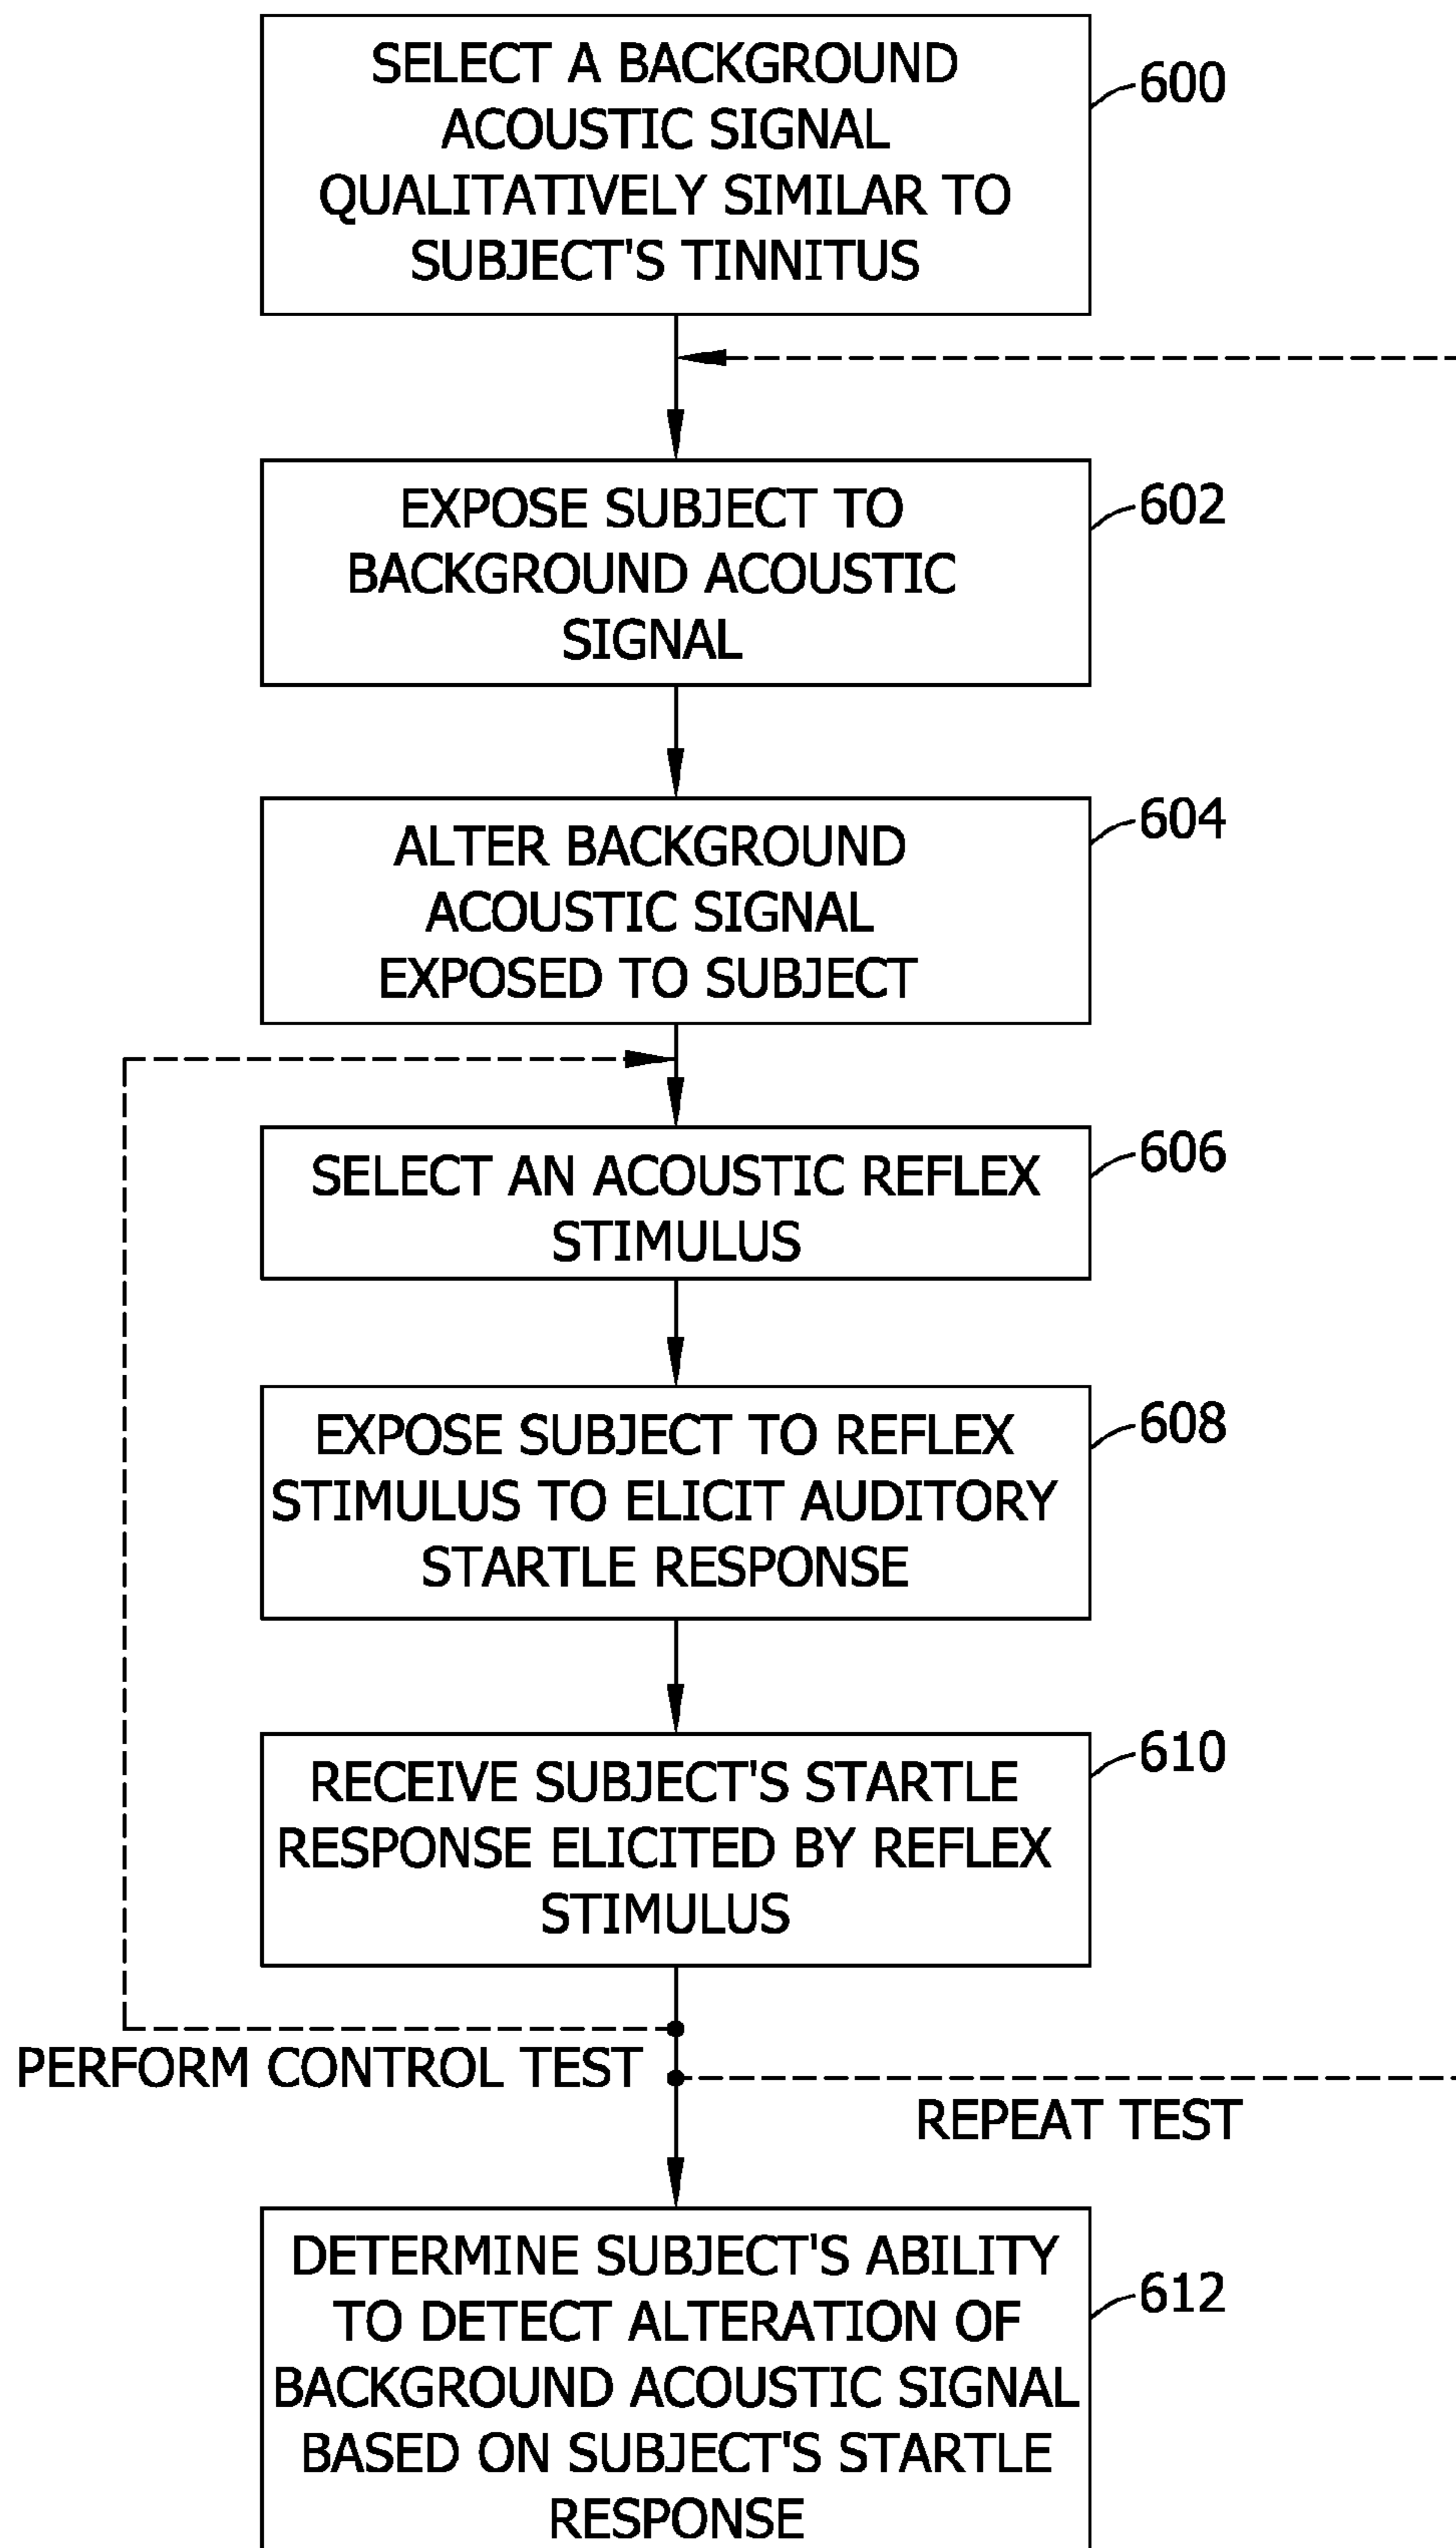 SELECT A BACKGROUND
ACOUSTIC SIGNAL
QUALITATIVELY SIMILAR TO
SUBJECT'S TINNITUS
600
EXPOSE SUBJECT TO
BACKGROUND ACOUSTIC
SIGNAL
602
ALTER BACKGROUND
ACOUSTIC SIGNAL
EXPOSED TO SUBJECT
604
SELECT AN ACOUSTIC REFLEX
STIMULUS
606
EXPOSE SUBJECT TO REFLEX
STIMULUS TO ELICIT AUDITORY
STARTLE RESPONSE
608
RECEIVE SUBJECT'S STARTLE
RESPONSE ELICITED BY REFLEX
STIMULUS
610
PERFORM CONTROL TEST
REPEAT TEST
DETERMINE SUBJECT'S ABILITY
TO DETECT ALTERATION OF
BACKGROUND ACOUSTIC SIGNAL
BASED ON SUBJECT'S STARTLE
RESPONSE
612